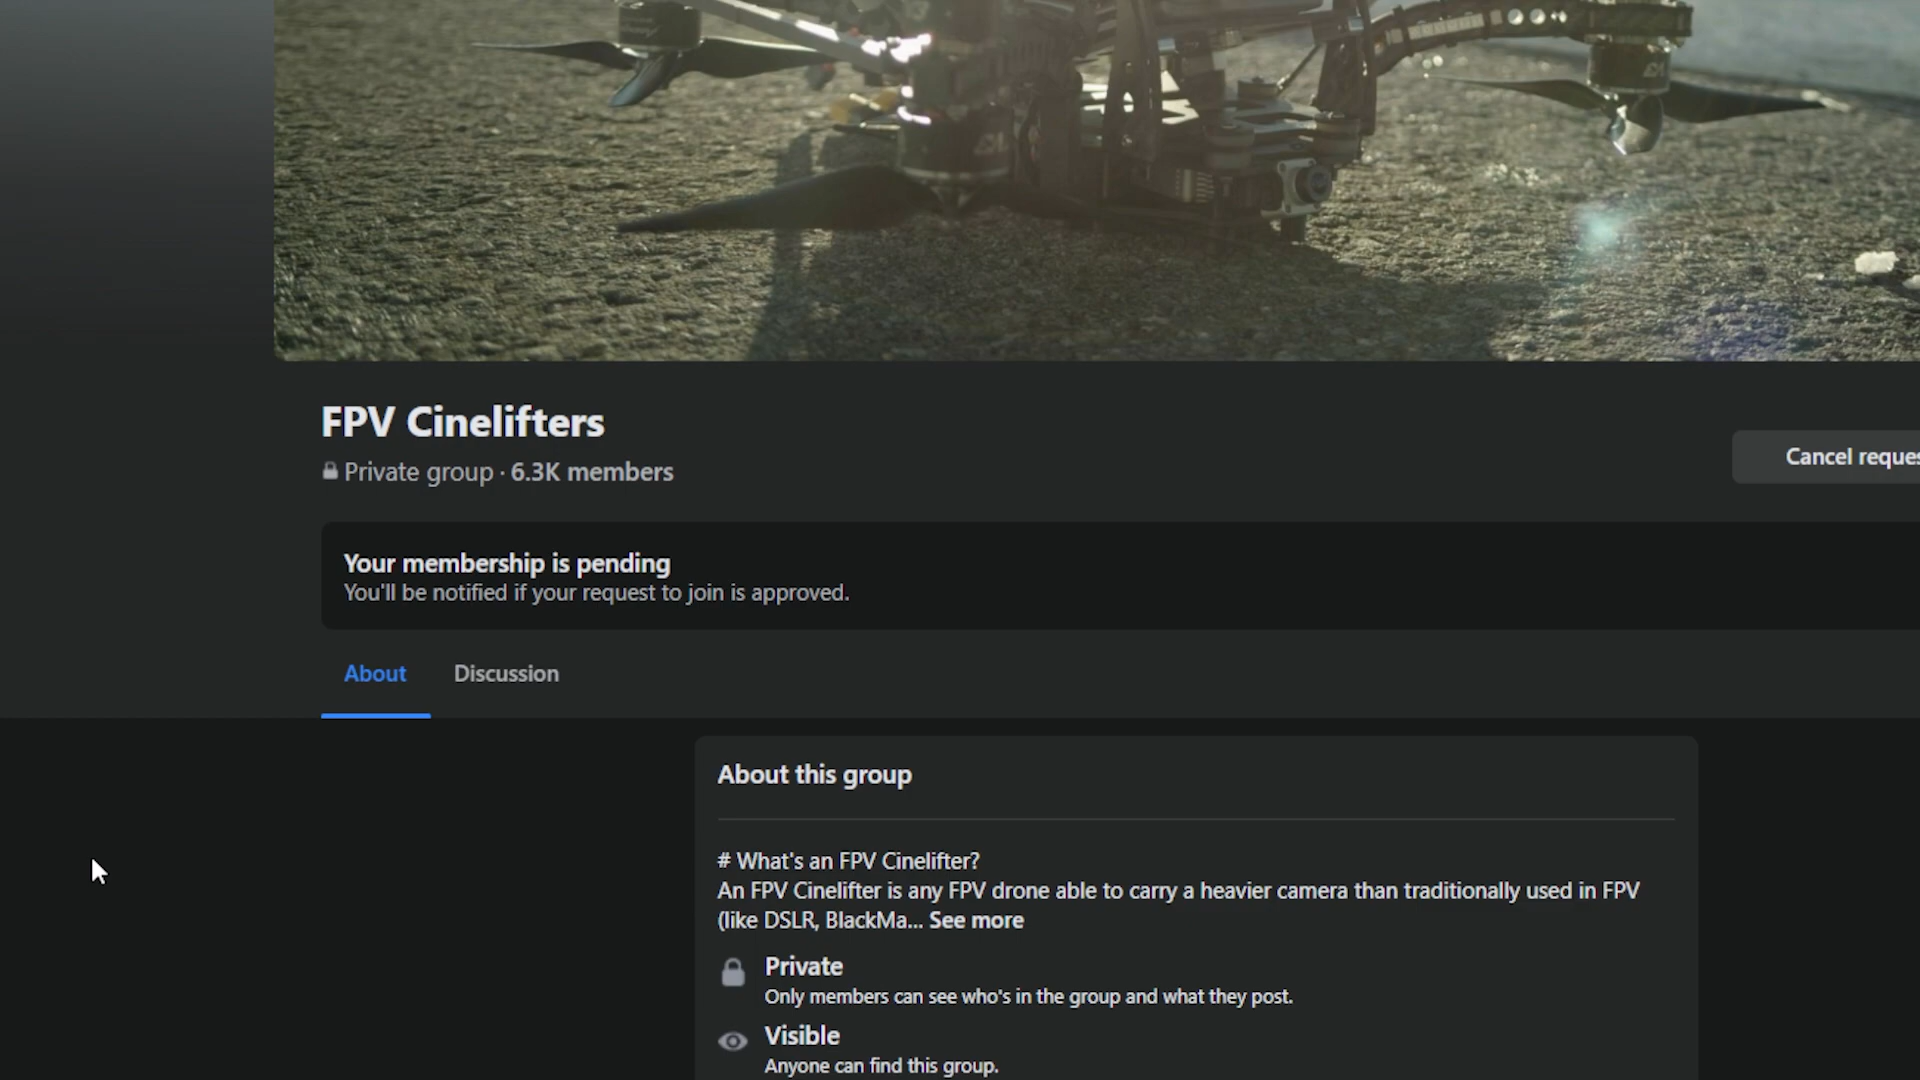 FPV Cinelifters
Private group · 6.3K members
Cancel reques
Your membership is pending
You'll be notified if your request to join is approved.
About
Discussion
About this group
# What's an FPV Cinelifter?
An FPV Cinelifter is any FPV drone able to carry a heavier camera than traditionally used in FPV
(like DSLR, BlackMa... See more
Private
Only members can see who's in the group and what they post.
Visible
Anyone can find this group.